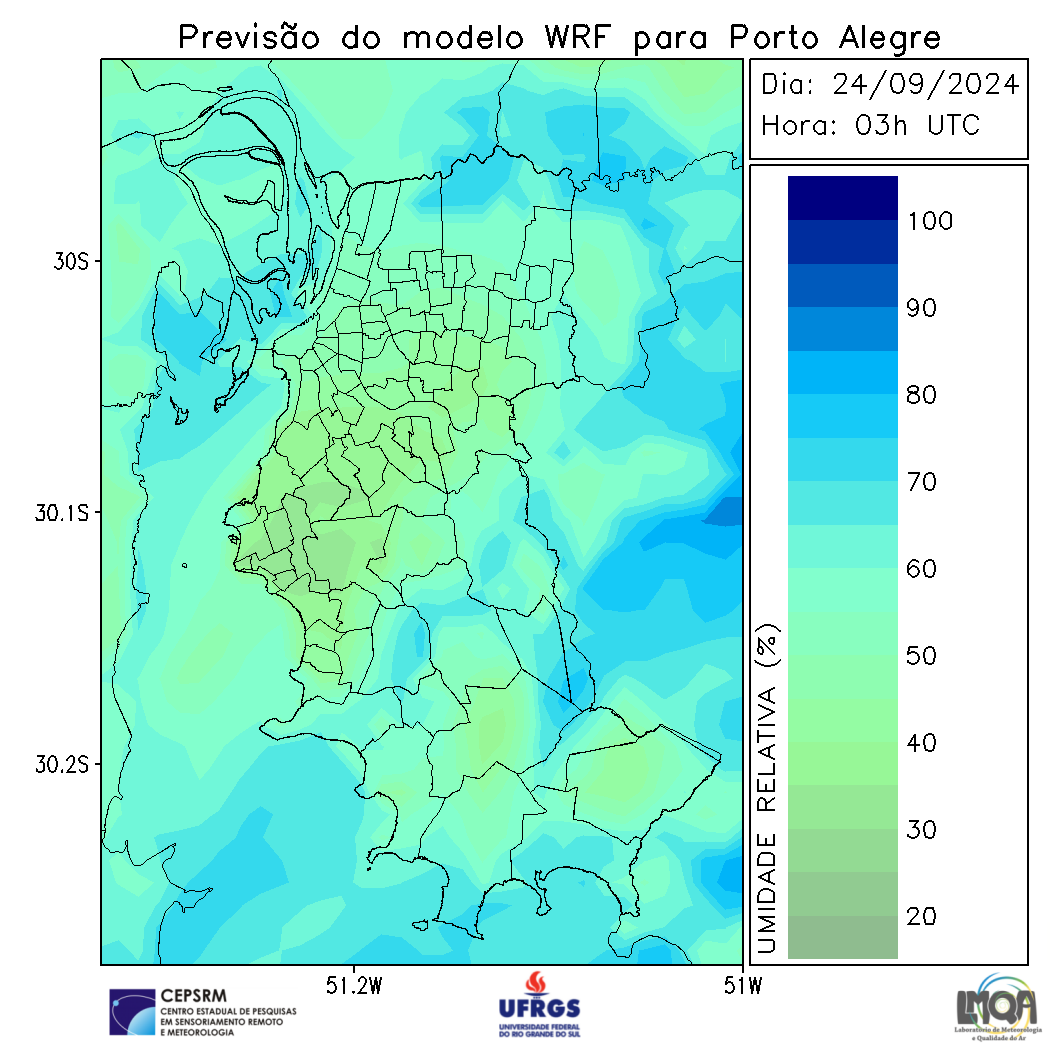 Previsão do modelo WRF para Porto Alegre
Dia: 24/09/2024
Hora: 03h UTC
30S
30.1S
30.2S
51.2W
51W
UMIDADE RELATIVA (%)
100
90
80
70
60
50
40
30
20
CEPSRM
CENTRO ESTADUAL DE PESQUISAS
EM SENSORIAMENTO REMOTO
E METEOROLOGIA
UFRGS
UNIVERSIDADE FEDERAL
DO RIO GRANDE DO SUL
LMQA
Laboratório de Meteorologia
e Qualidade do Ar